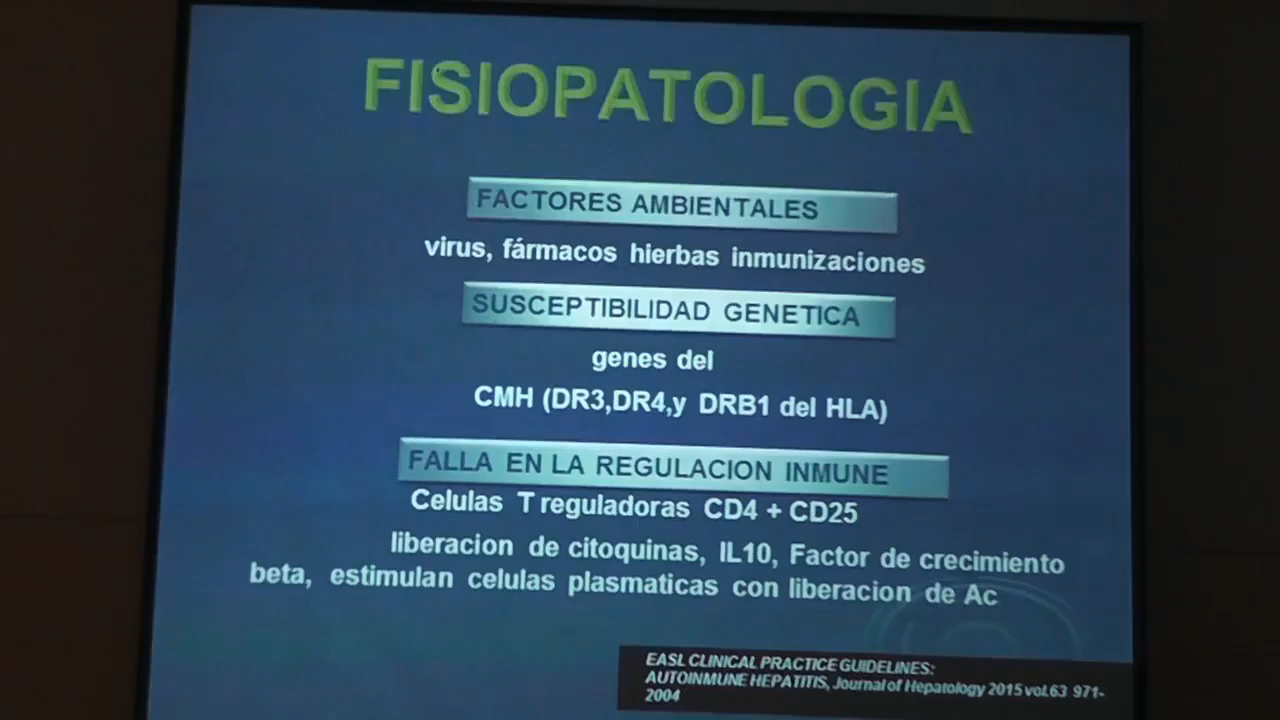 FISIOPATOLOGIA
FACTORES AMBIENTALES
virus, fármacos hierbas inmunizaciones
SUSCEPTIBILIDAD GENETICA
genes del
CMH (DR3,DR4,y DRB1 del HLA)
FALLA EN LA REGULACION INMUNE
Celulas T reguladoras CD4 + CD25
liberacion de citoquinas, IL10, Factor de crecimiento
beta, estimulan celulas plasmaticas con liberacion de Ac
EASL CLINICAL PRACTICE GUIDELINES:
AUTOINMUNE HEPATITIS, Journal of Hepatology 2015 vol.63 971-
2004